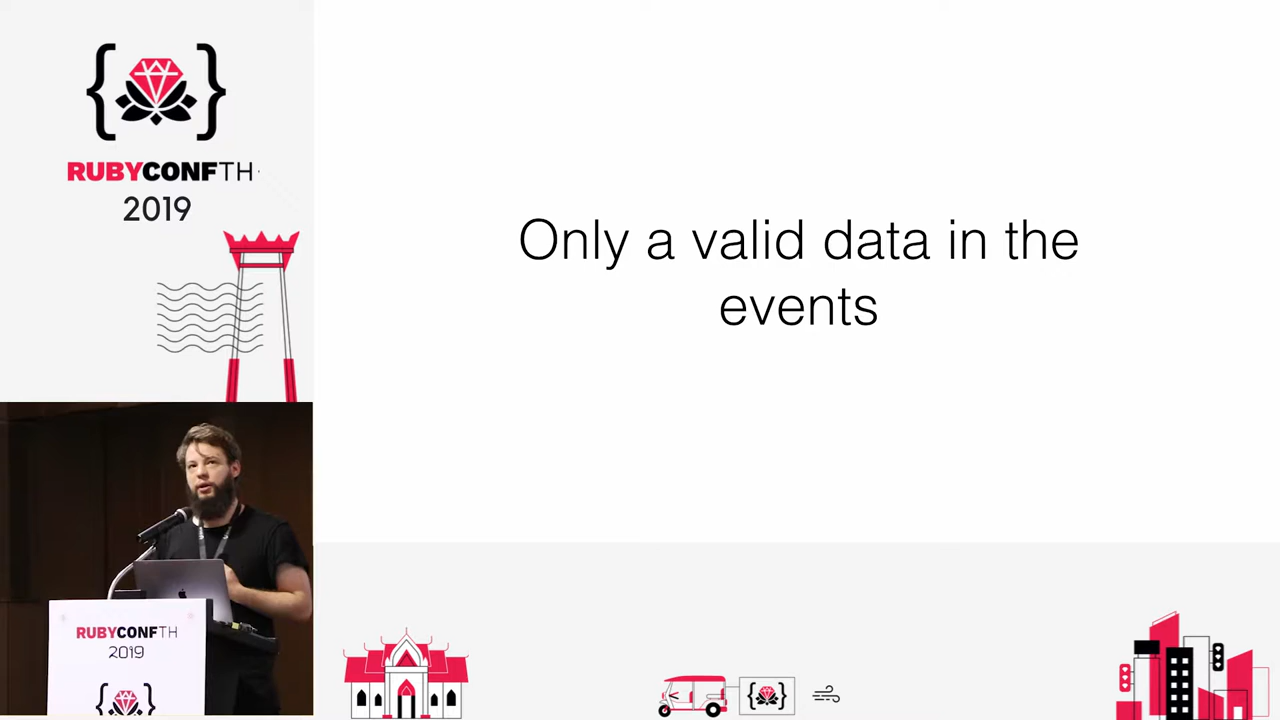 RUBYCONFTH
2019
Only a valid data in the
events
RUBYCONFTH
2019